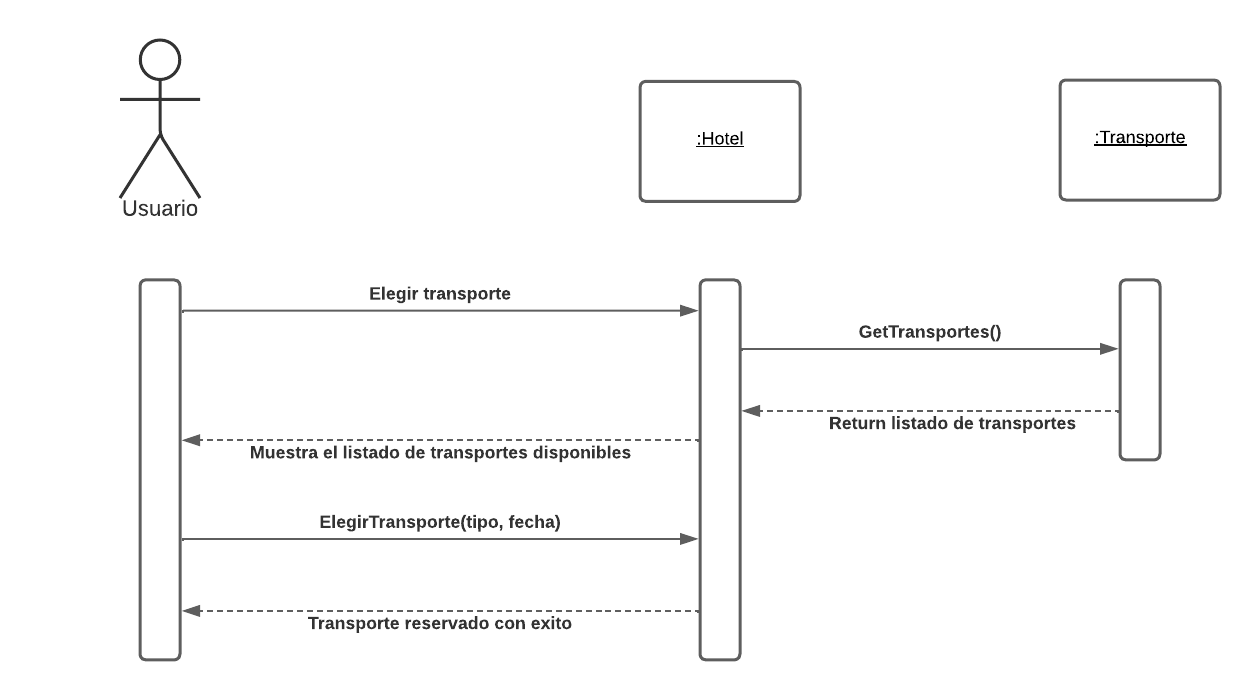 Usuario
:Hotel
:Transporte
Elegir transporte
GetTransportes()
Return listado de transportes
Muestra el listado de transportes disponibles
ElegirTransporte(tipo, fecha)
Transporte reservado con exito